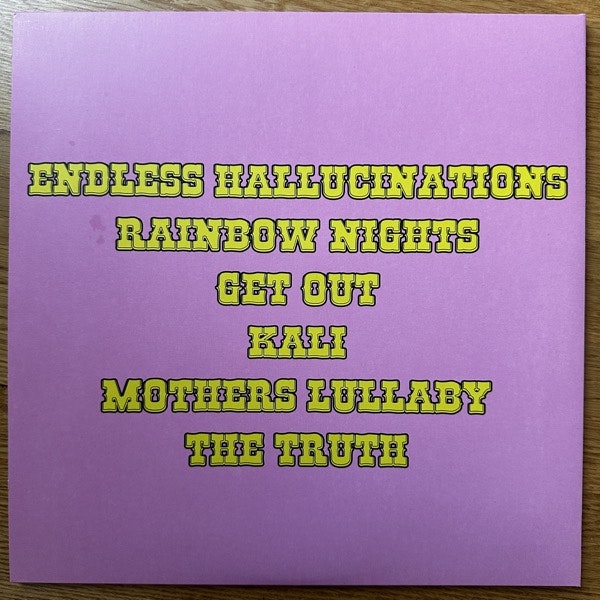 ENDLESS HALLUCINATIONS
RAINBOW NIGHTS
GET OUT
KALI
MOTHERS LULLABY
THE TRUTH